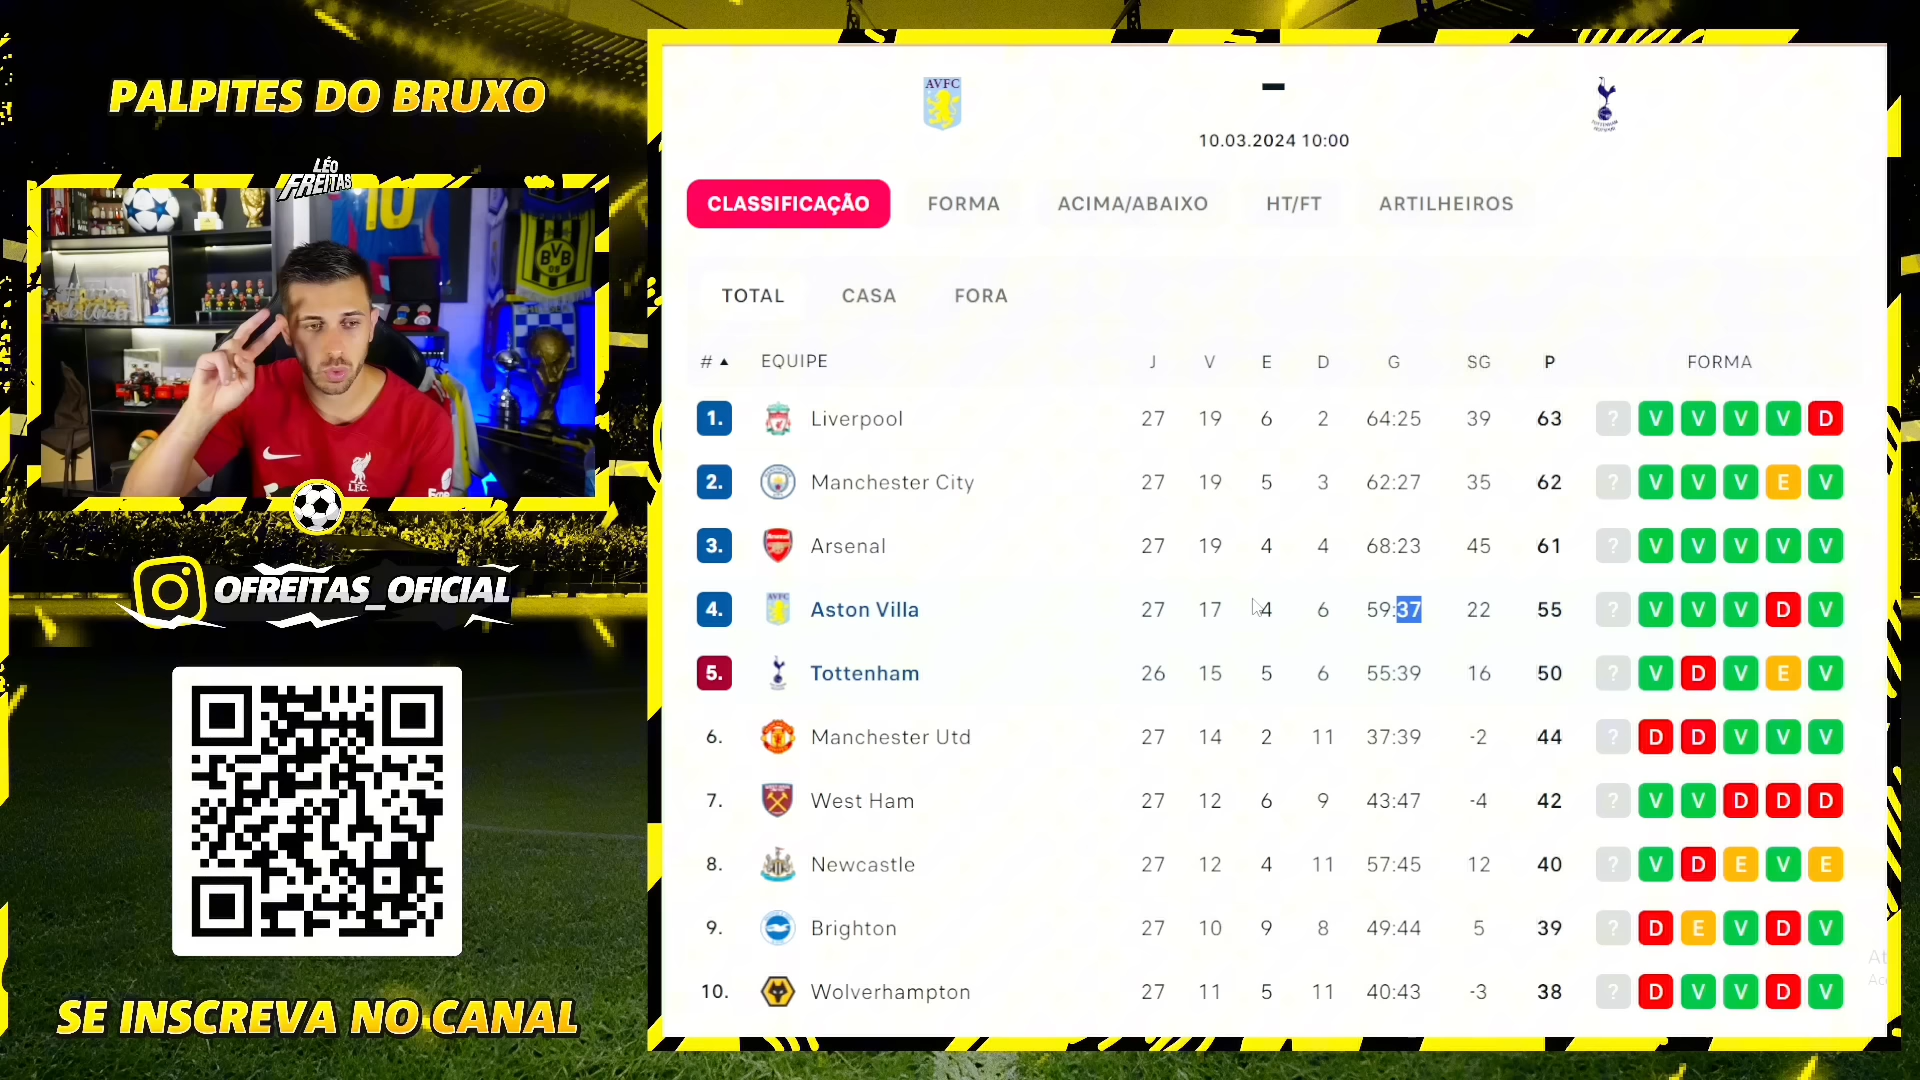 PALPITES DO BRUXO
LÉO
FREITAS
10
BVB
09
L.F.C.
OFREITAS_OFICIAL
SE INSCREVA NO CANAL
AVFC
-
10.03.2024 10:00
CLASSIFICAÇÃO FORMA ACIMA/ABAIXO HT/FT ARTILHEIROS
TOTAL CASA FORA
# EQUIPE J V E D G SG P FORMA
1. Liverpool 27 19 6 2 64:25 39 63 ? V V V V D
2. Manchester City 27 19 5 3 62:27 35 62 ? V V V E V
3. Arsenal 27 19 4 4 68:23 45 61 ? V V V V V
4. Aston Villa 27 17 4 6 59:37 22 55 ? V V V D V
5. Tottenham 26 15 5 6 55:39 16 50 ? V D V E V
6. Manchester Utd 27 14 2 11 37:39 -2 44 ? D D V V V
7. West Ham 27 12 6 9 43:47 -4 42 ? V V D D D
8. Newcastle 27 12 4 11 57:45 12 40 ? V D E V E
9. Brighton 27 10 9 8 49:44 5 39 ? D E V D V
10. Wolverhampton 27 11 5 11 40:43 -3 38 ? D V V D V